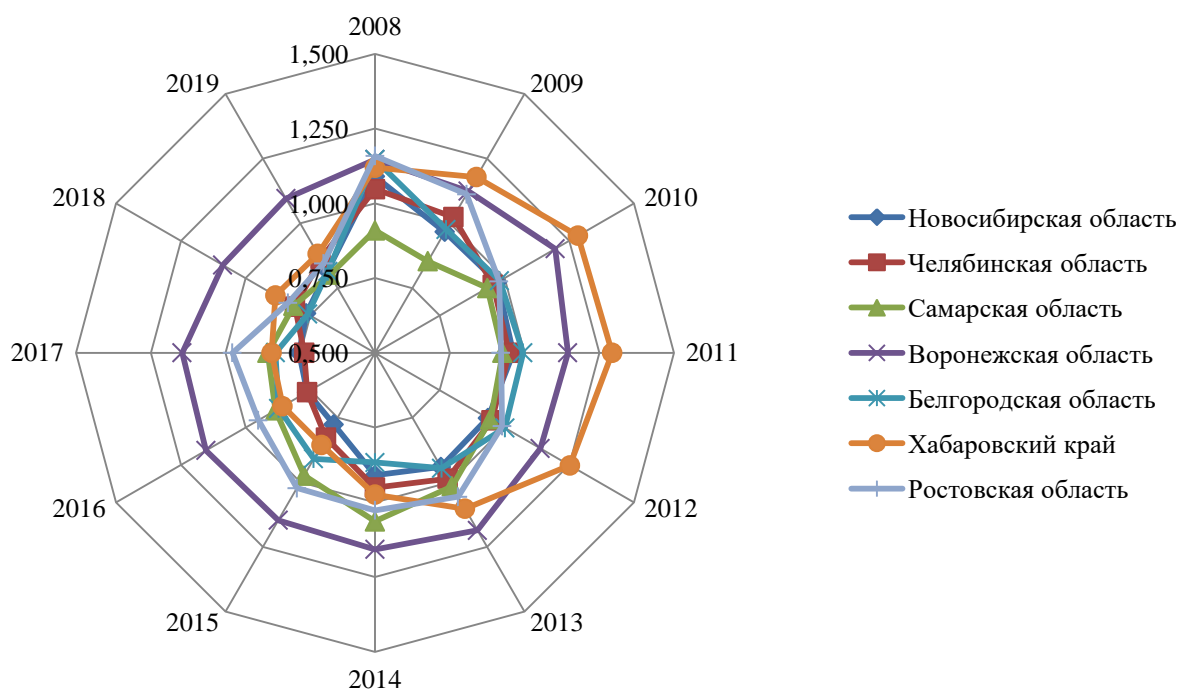 2008
2019
1,500
2009
1,250
2018
1,000
2010
0,750
2017
0,500
2011
2016
2012
2015
2013
2014
Новосибирская область
Челябинская область
Самарская область
Воронежская область
Белгородская область
Хабаровский край
Ростовская область